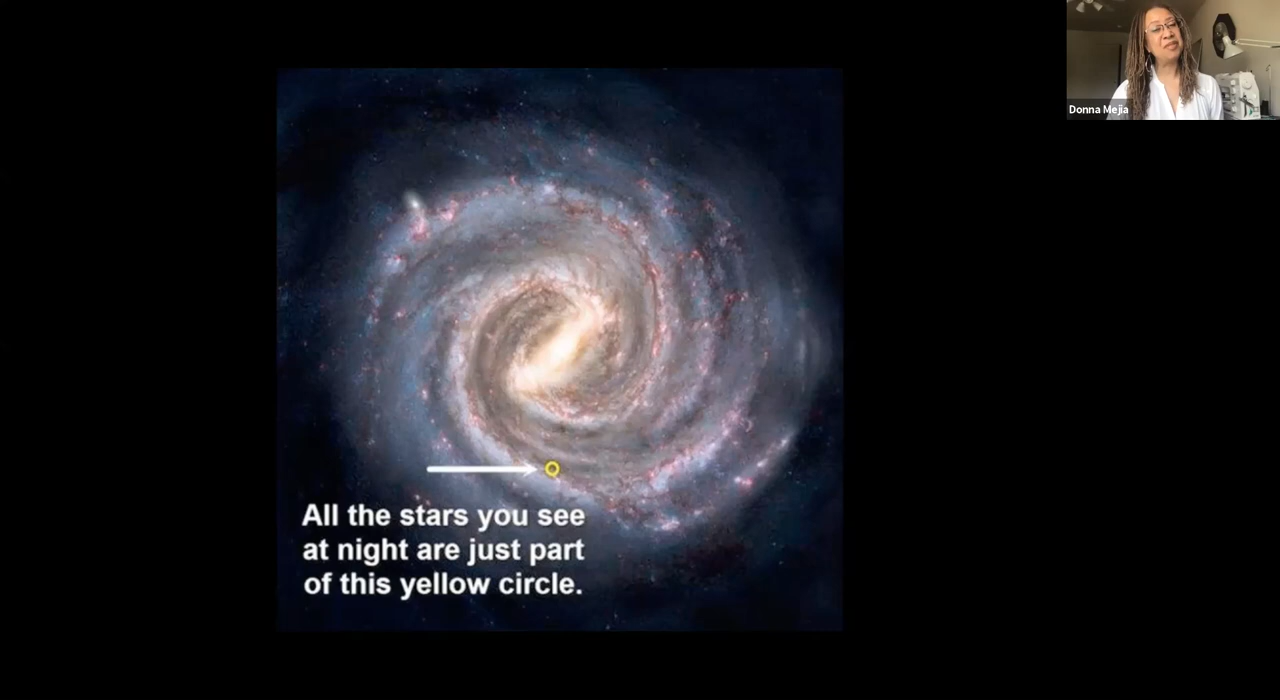 Donna Mejia
All the stars you see
at night are just part
of this yellow circle.